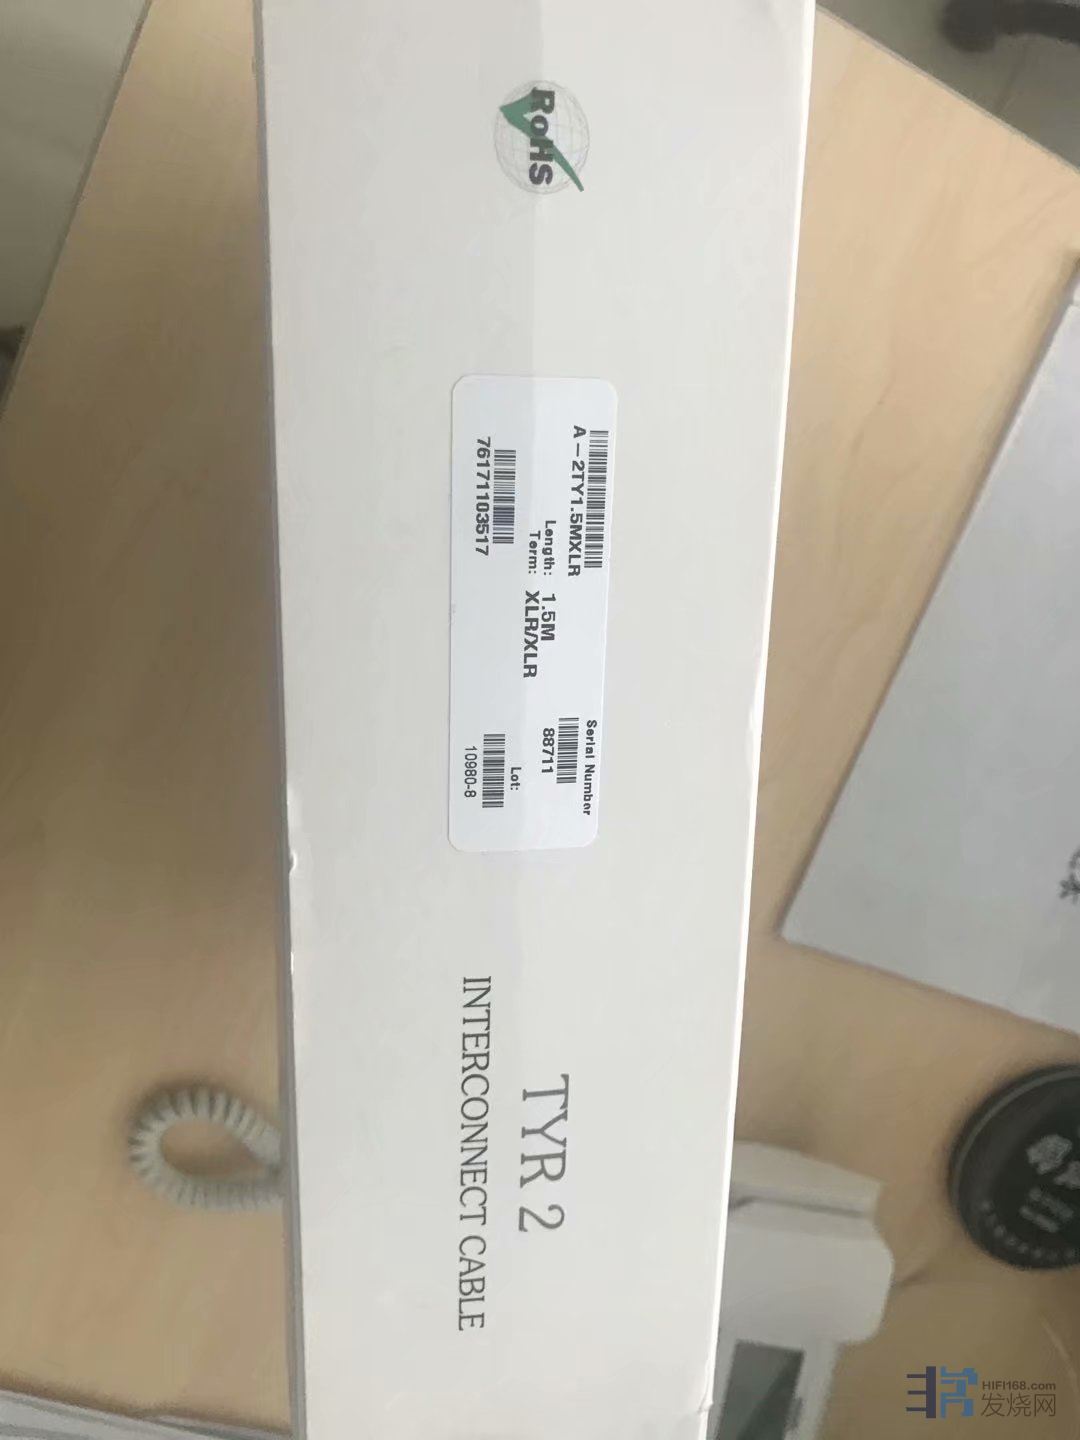 RoHS
A-2TY1.5MXLR
Length: 1.5M
Term: XLR/XLR
76171103517
Serial Number
88711
Lot:
10980-8
TYR 2
INTERCONNECT CABLE
HIFI168.com
发烧网